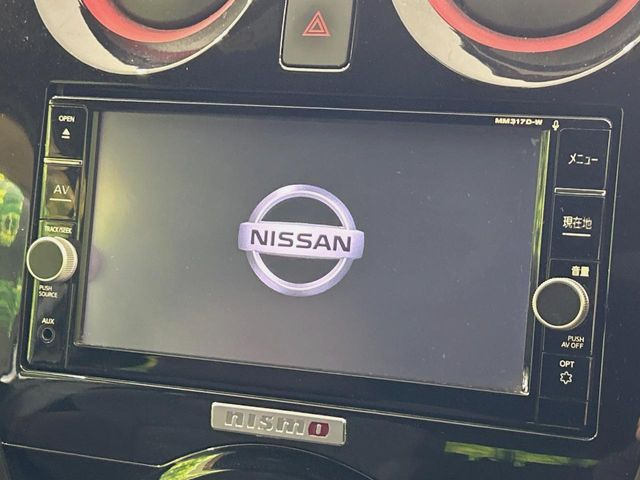 OPEN
MM317D-W
メニュー
AV
現在地
TRACK/SEEK
NISSAN
音量
PUSH
SOURCE
AUX
PUSH
AV OFF
OPT
nismo